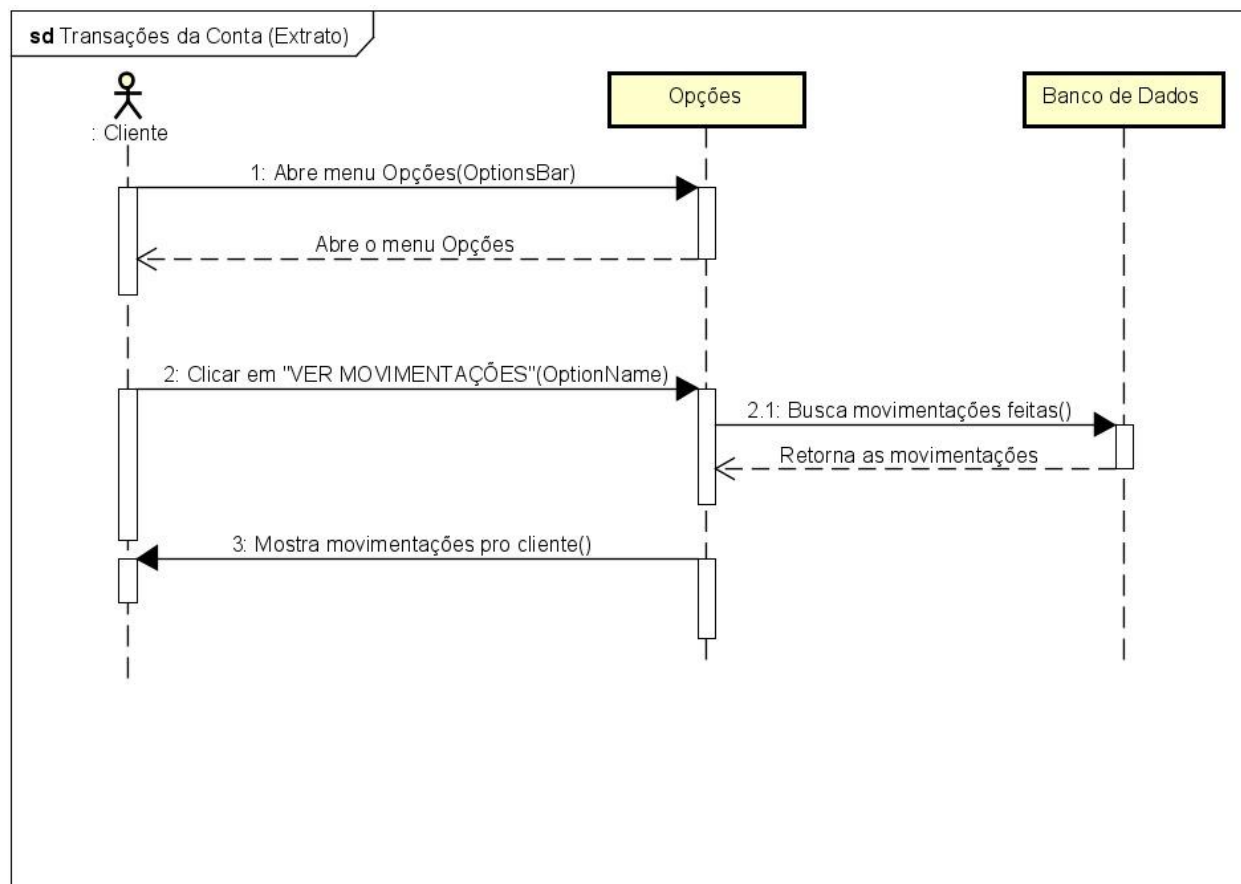 sd Transações da Conta (Extrato)
: Cliente
Opções
Banco de Dados
1: Abre menu Opções(OptionsBar)
Abre o menu Opções
2: Clicar em "VER MOVIMENTAÇÕES"(OptionName)
2.1: Busca movimentações feitas()
Retorna as movimentações
3: Mostra movimentações pro cliente()